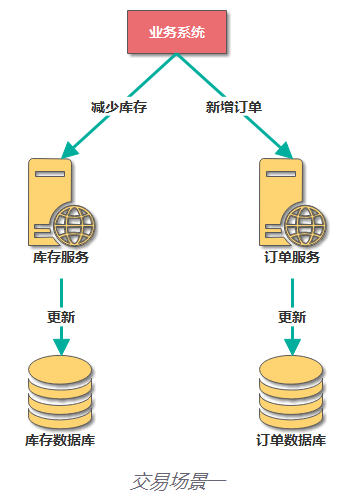 业务系统
减少库存
新增订单
库存服务
订单服务
更新
更新
库存数据库
订单数据库
交易场景一